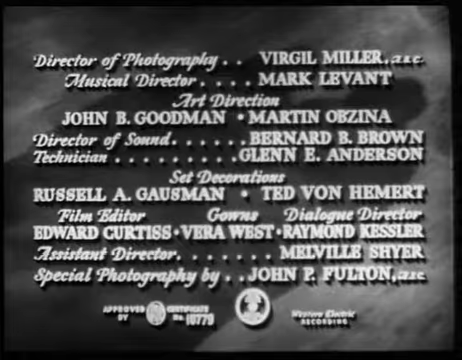 Director of Photography . . VIRGIL MILLER, A.S.C.
Musical Director . . . . MARK LEVANT
Art Direction
JOHN B. GOODMAN • MARTIN OBZINA
Director of Sound . . . . . . BERNARD B. BROWN
Technician . . . . . . . . . GLENN E. ANDERSON
Set Decorations
RUSSELL A. GAUSMAN • TED VON HEMERT
Film Editor Gowns Dialogue Director
EDWARD CURTISS • VERA WEST • RAYMOND KESSLER
Assistant Director . . . . . . . MELVILLE SHYER
Special Photography by . . JOHN P. FULTON, A.S.C.
APPROVED CERTIFICATE Western Electric
BY No. 10779 RECORDING